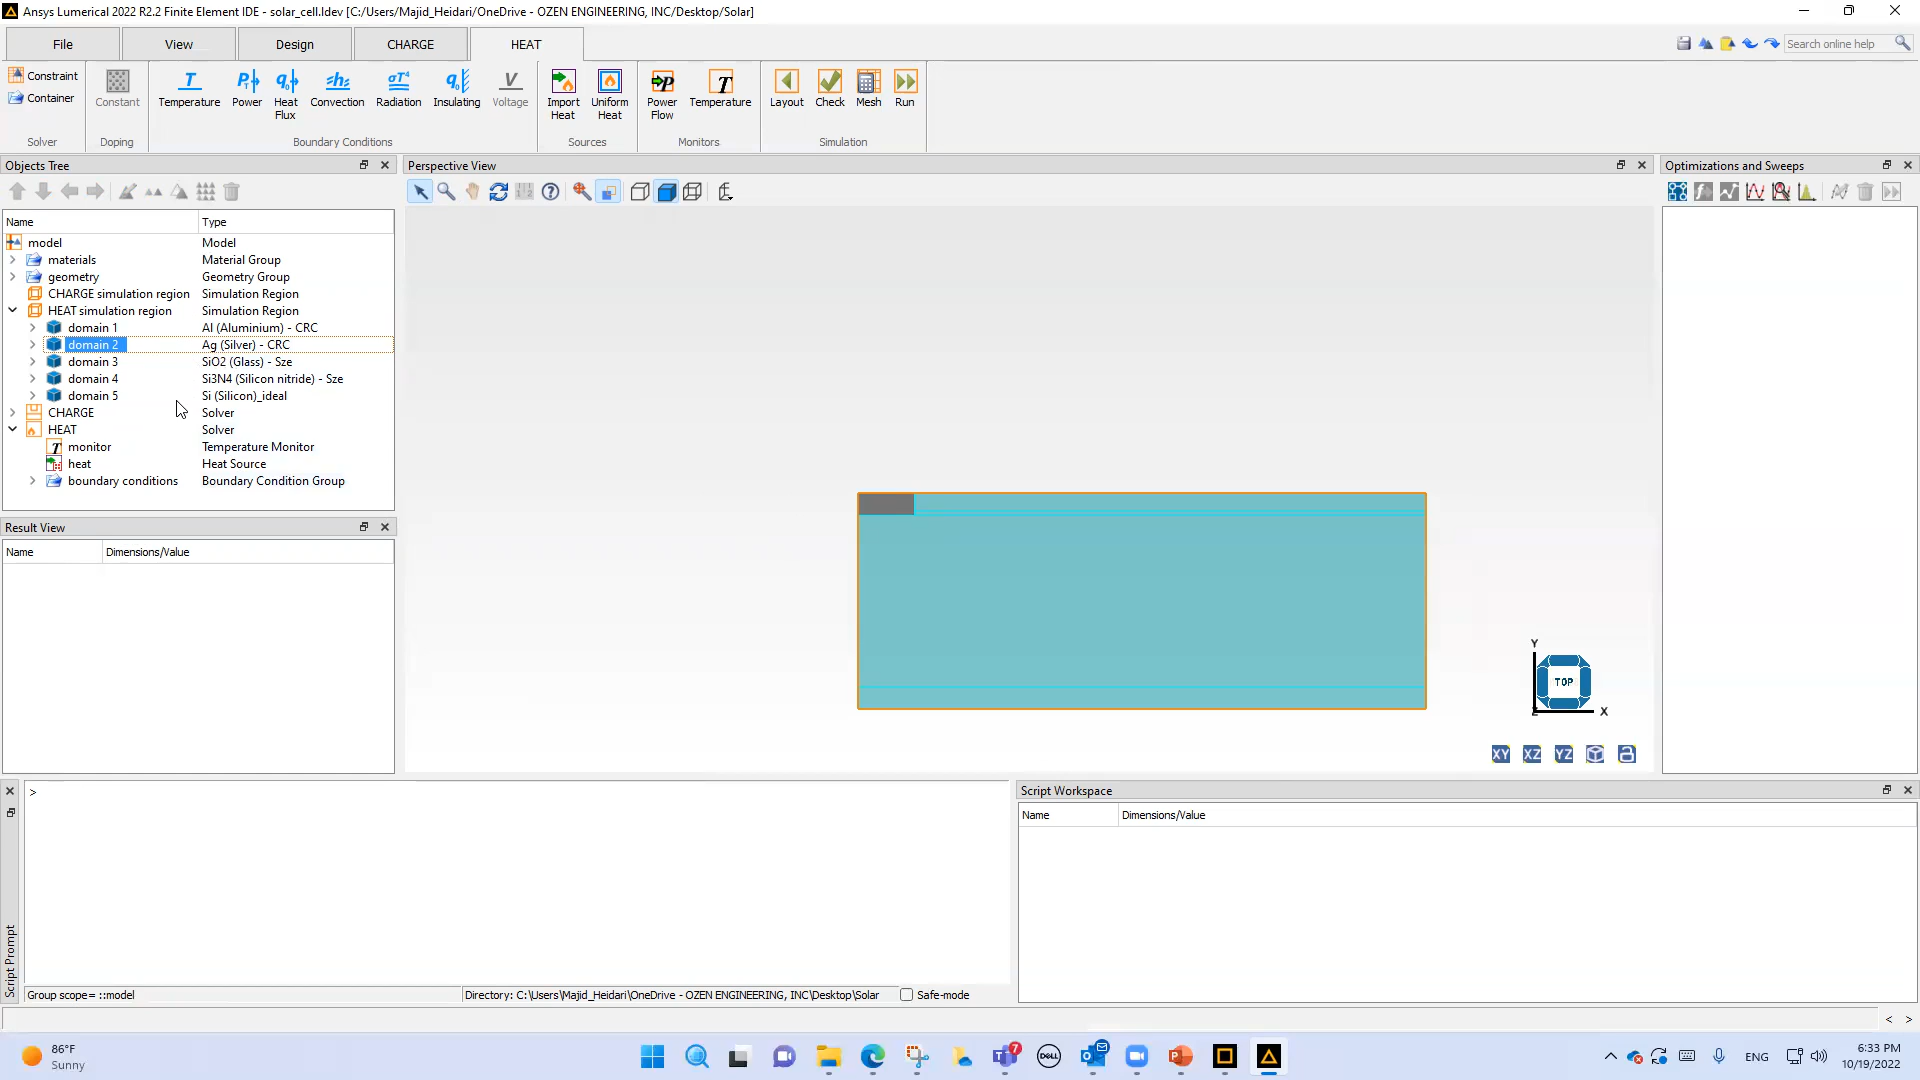 Ansys Lumerical 2022 R2.2 Finite Element IDE - solar_cell.ldev [C:/Users/Majid_Heidari/OneDrive - OZEN ENGINEERING, INC/Desktop/Solar]
File View Design CHARGE HEAT
Search online help
Constraint
Container
Solver
Constant
Doping
T Temperature
Power
Heat Flux
Convection
Radiation
Insulating
V Voltage
Boundary Conditions
Import Heat
Uniform Heat
Sources
P Power Flow
T Temperature
Monitors
Layout
Check
Mesh
Run
Simulation
Objects Tree
Name Type
model Model
materials Material Group
geometry Geometry Group
CHARGE simulation region Simulation Region
HEAT simulation region Simulation Region
domain 1 Al (Aluminium) - CRC
domain 2 Ag (Silver) - CRC
domain 3 SiO2 (Glass) - Sze
domain 4 Si3N4 (Silicon nitride) - Sze
domain 5 Si (Silicon)_ideal
CHARGE Solver
HEAT Solver
monitor Temperature Monitor
heat Heat Source
boundary conditions Boundary Condition Group
Result View
Name Dimensions/Value
Perspective View
Y
TOP
Z X
XY XZ YZ
Optimizations and Sweeps
Script Prompt
>
Group scope= ::model
Directory: C:\Users\Majid_Heidari\OneDrive - OZEN ENGINEERING, INC\Desktop\Solar
Safe-mode
Script Workspace
Name Dimensions/Value
< >
86°F
Sunny
7
DELL
ENG
6:33 PM
10/19/2022